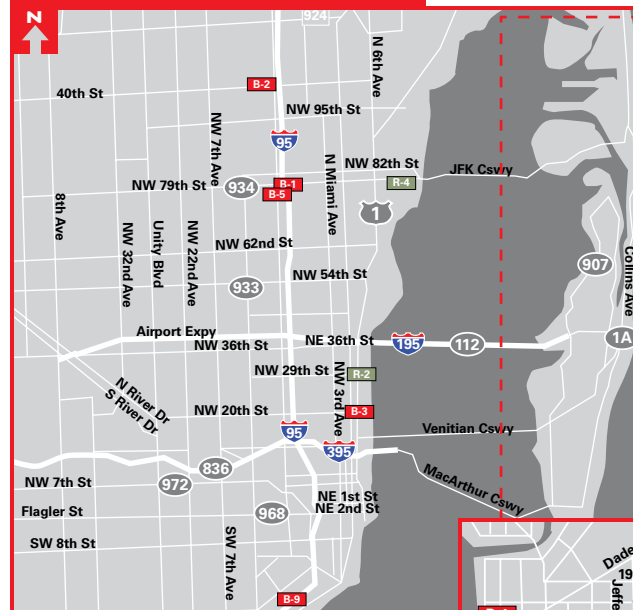 N
924
N 6th Ave
B-2
40th St
NW 95th St
NW 7th Ave
95
N Miami Ave
NW 82th St
JFK Cswy
NW 79th St
934
B-1
B-5
R-4
8th Ave
1
NW 32nd Ave
Unity Blvd
NW 22nd Ave
NW 62nd St
907
Collins Ave
933
NW 54th St
Airport Expy
NW 36th St
NE 36th St
195
112
1A
NW 29th St
R-2
N River Dr
S River Dr
NW 3rd Ave
NW 20th St
B-3
95
Venitian Cswy
395
836
972
NW 7th St
MacArthur Cswy
NE 1st St
NE 2nd St
Flagler St
968
SW 8th St
SW 7th Ave
Dade
19
Jeffe
B-9